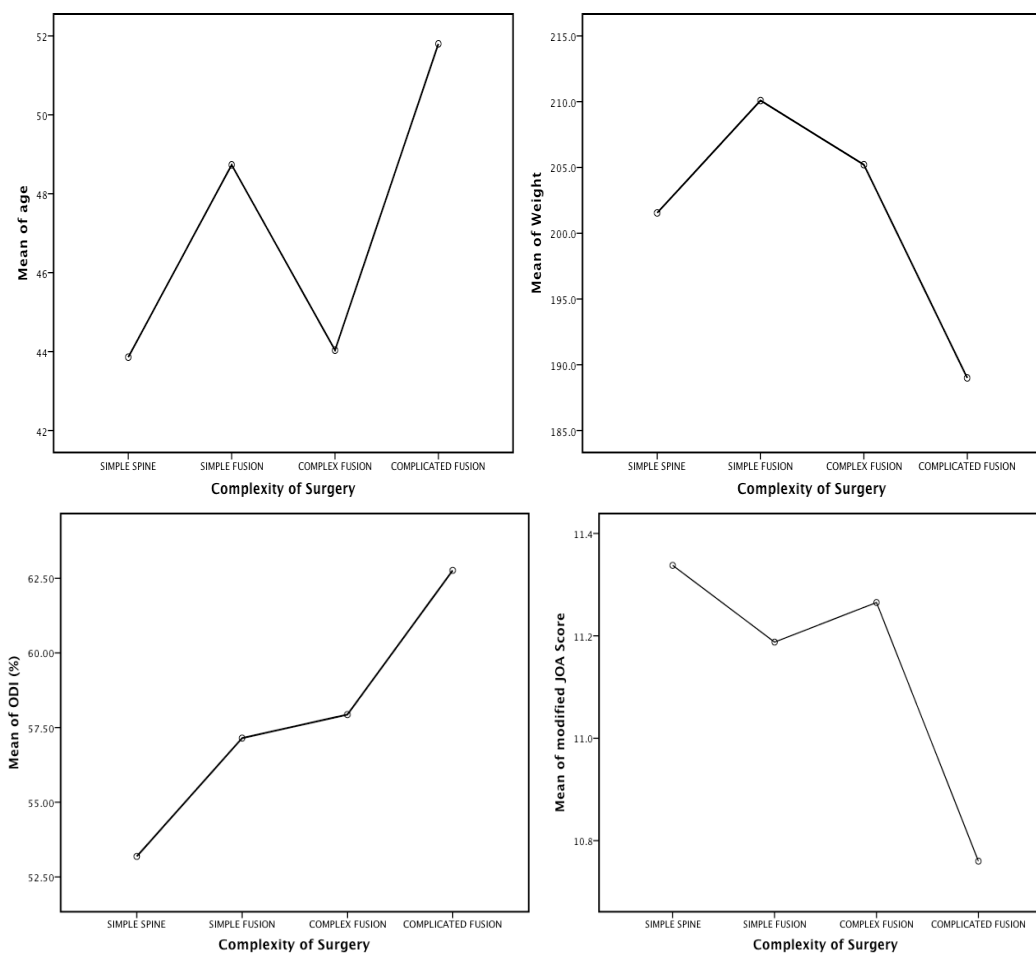 Mean of age
52
50
48
46
44
42
SIMPLE SPINE SIMPLE FUSION COMPLEX FUSION COMPLICATED FUSION
Complexity of Surgery
Mean of Weight
215.0
210.0
205.0
200.0
195.0
190.0
185.0
SIMPLE SPINE SIMPLE FUSION COMPLEX FUSION COMPLICATED FUSION
Complexity of Surgery
Mean of ODI (%)
62.50
60.00
57.50
55.00
52.50
SIMPLE SPINE SIMPLE FUSION COMPLEX FUSION COMPLICATED FUSION
Complexity of Surgery
Mean of modified JOA Score
11.4
11.2
11.0
10.8
SIMPLE SPINE SIMPLE FUSION COMPLEX FUSION COMPLICATED FUSION
Complexity of Surgery